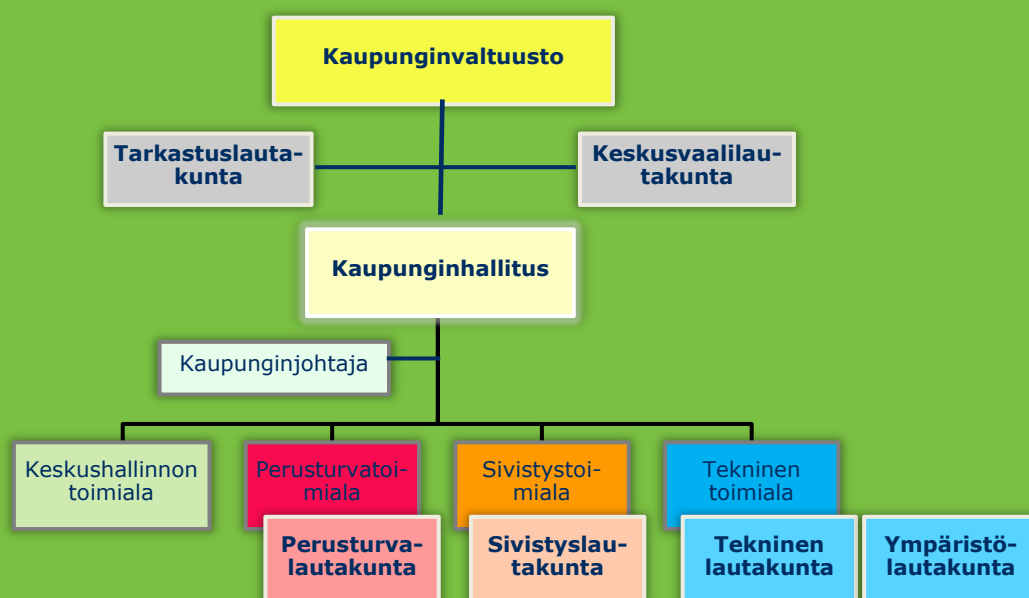 Kaupunginvaltuusto
Tarkastuslauta-
kunta
Keskusvaalilau-
takunta
Kaupunginhallitus
Kaupunginjohtaja
Keskushallinnon
toimiala
Perusturvatoi-
miala
Sivistystoi-
miala
Tekninen
toimiala
Perusturva-
lautakunta
Sivistyslau-
takunta
Tekninen
lautakunta
Ympäristö-
lautakunta